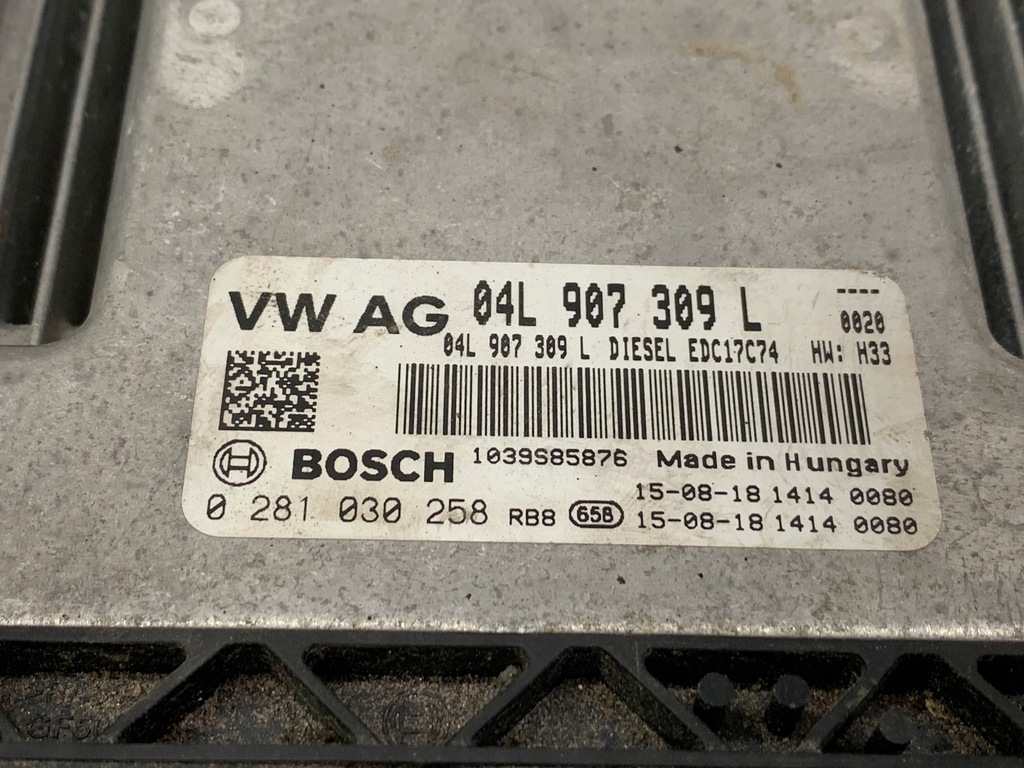 VW AG 04L 907 309 L ----
0020
04L 907 309 L DIESEL EDC17C74 HW: H33
BOSCH 1039S85876 Made in Hungary
15-08-18 1414 0080
0 281 030 258 RB8 658 15-08-18 1414 0080